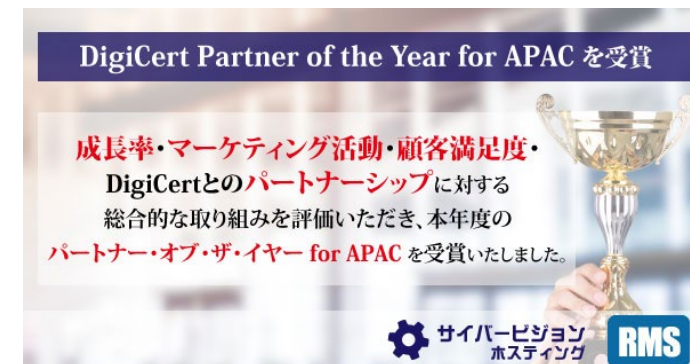 DigiCert Partner of the Year for APAC を受賞
成長率・マーケティング活動・顧客満足度・
DigiCertとのパートナーシップに対する
総合的な取り組みを評価いただき、本年度の
パートナー・オブ・ザ・イヤー for APAC を受賞いたしました。
サイバービジョン
ホスティング
RMS